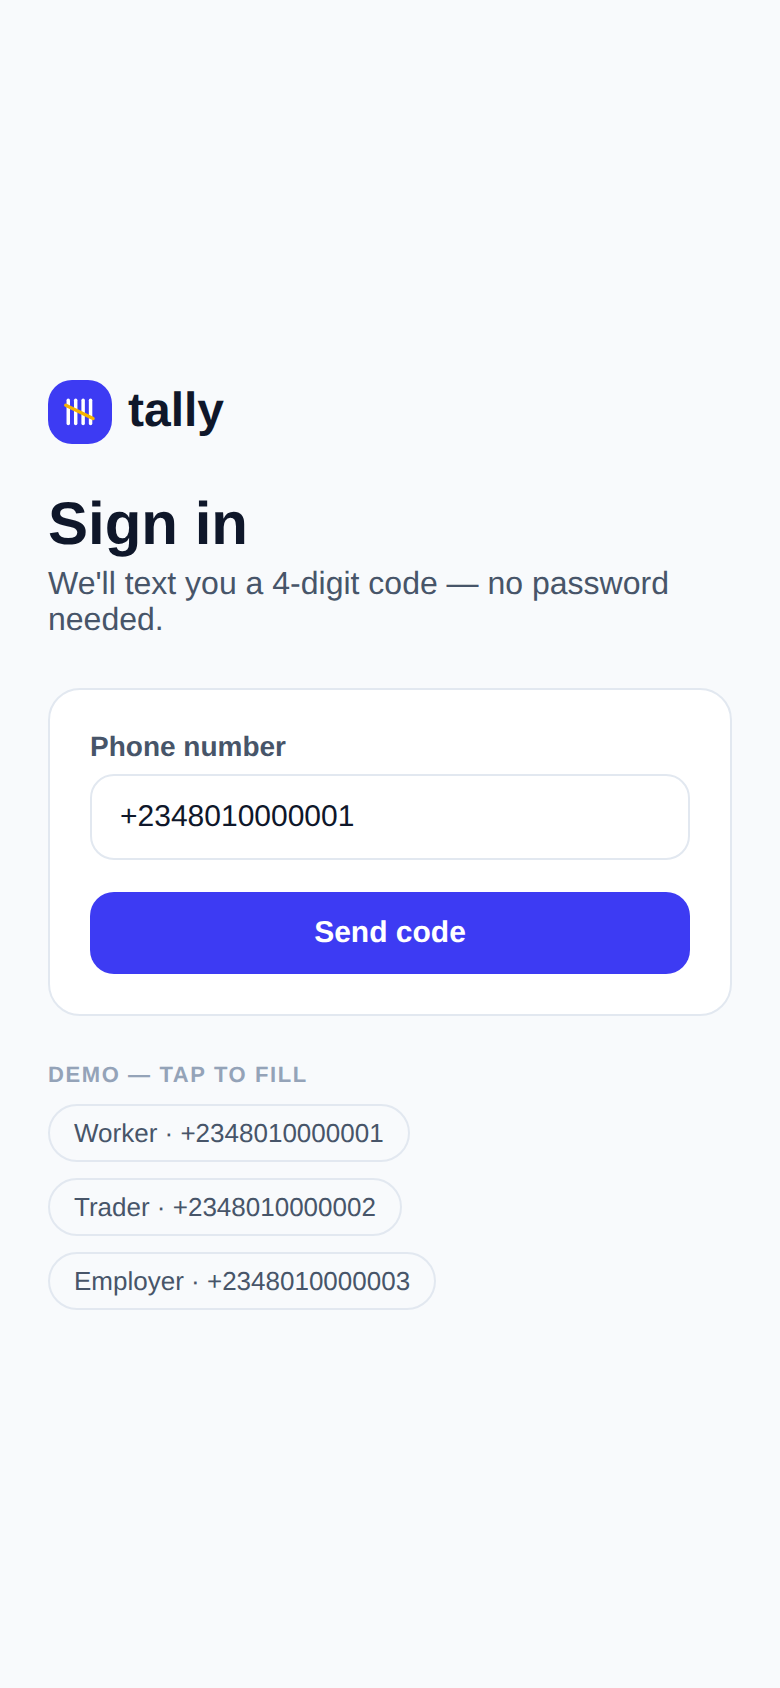 tally
Sign in
We'll text you a 4-digit code — no password
needed.
Phone number
+2348010000001
Send code
DEMO — TAP TO FILL
Worker · +2348010000001
Trader · +2348010000002
Employer · +2348010000003